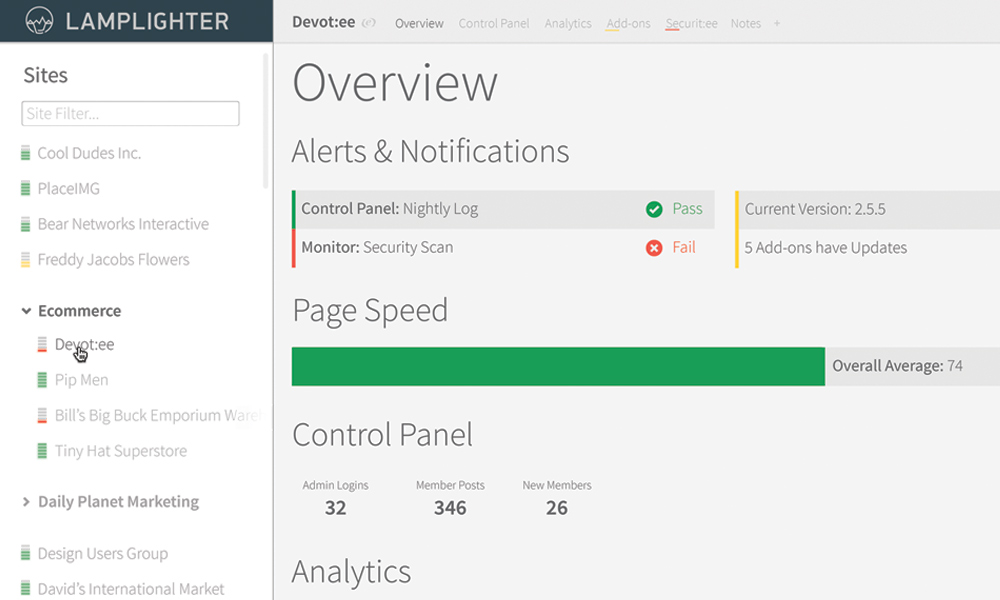 LAMPLIGHTER
Sites
Site Filter...
Cool Dudes Inc.
PlaceIMG
Bear Networks Interactive
Freddy Jacobs Flowers
Ecommerce
Devot:ee
Pip Men
Bill's Big Buck Emporium
Tiny Hat Superstore
Daily Planet Marketing
Design Users Group
David's International Market
Devot:ee Overview Control Panel Analytics Add-ons Securit:ee Notes +
Overview
Alerts & Notifications
Control Panel: Nightly Log Pass
Monitor: Security Scan Fail
Current Version: 2.5.5
5 Add-ons have Updates
Page Speed
Overall Average: 74
Control Panel
Admin Logins Member Posts New Members
32 346 26
Analytics